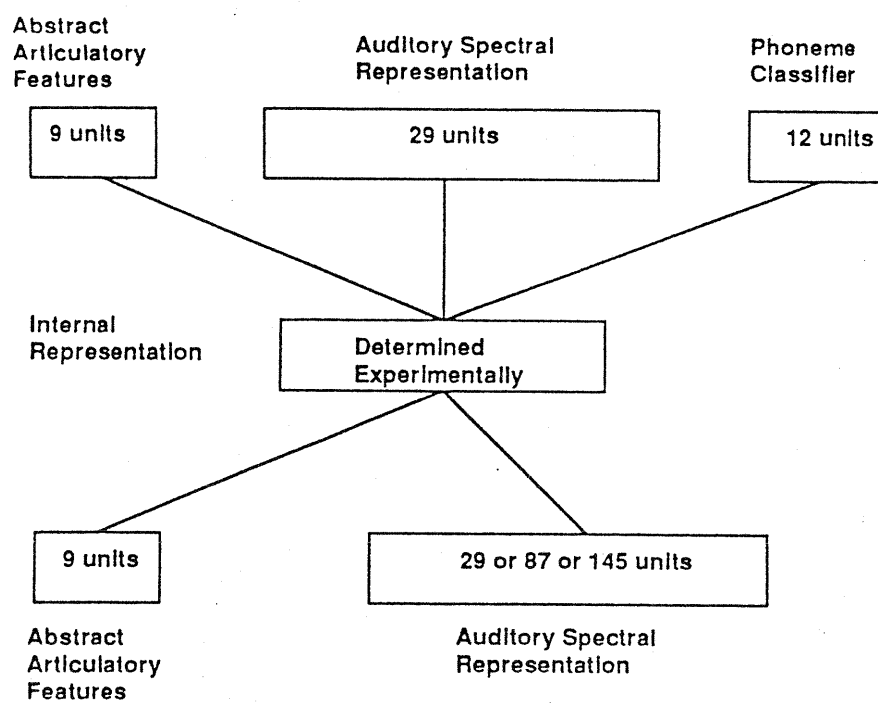 Abstract
Articulatory
Features
Auditory Spectral
Representation
Phoneme
Classifier
9 units
29 units
12 units
Internal
Representation
Determined
Experimentally
9 units
29 or 87 or 145 units
Abstract
Articulatory
Features
Auditory Spectral
Representation